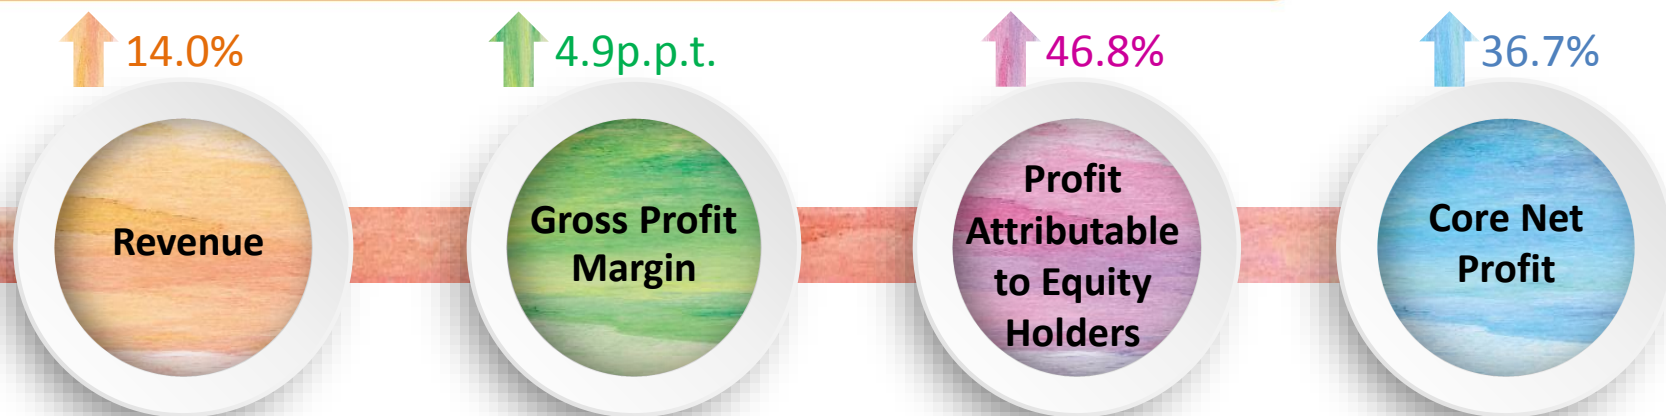 14.0%
4.9p.p.t.
46.8%
36.7%
Revenue
Gross Profit
Margin
Profit
Attributable
to Equity
Holders
Core Net
Profit